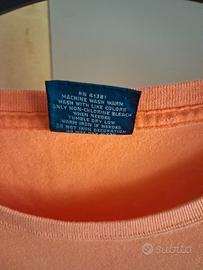 RN 61381
MACHINE WASH WARM
WASH WITH LIKE COLORS
ONLY NON-CHLORINE BLEACH
WHEN NEEDED
TUMBLE DRY LOW
WARM IRON IF NEEDED
DO NOT IRON DECORATION
subito